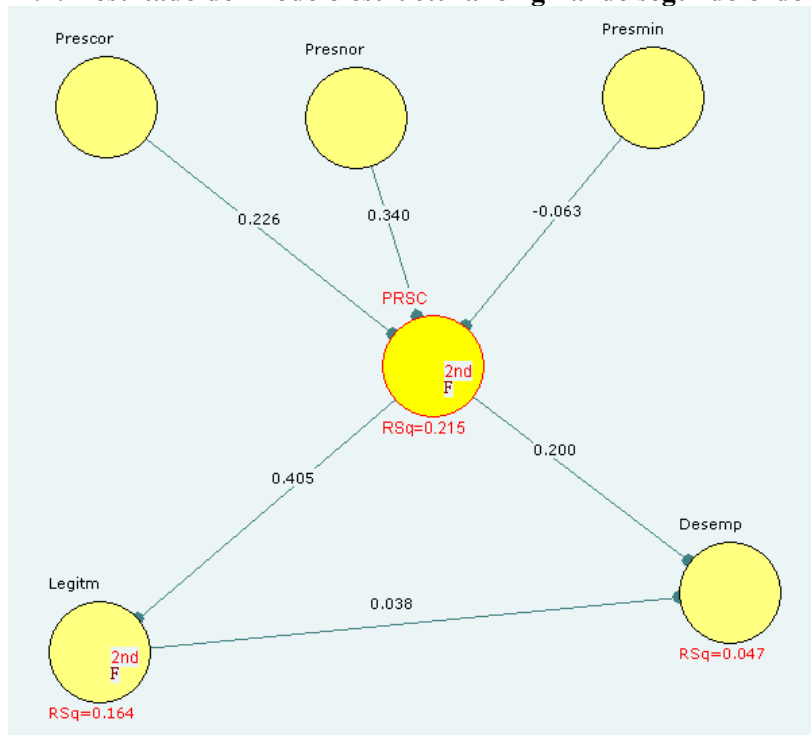 Prescor
Presnor
Presmin
0.226
0.340
-0.063
PRSC
2nd
F
RSq=0.215
0.405
0.200
Legitm
Desemp
0.038
2nd
F
RSq=0.164
RSq=0.047